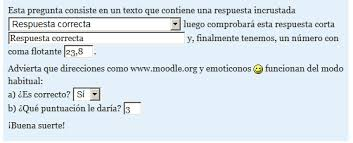 Esta pregunta consiste en un texto que contiene una respuesta incrustada
Respuesta correcta luego comprobará esta respuesta corta
Respuesta correcta y, finalmente tenemos, un número con
coma flotante 23,8 .
Advierta que direcciones como www.moodle.org y emoticonos funcionan del modo
habitual:
a) ¿Es correcto? Sí
b) ¿Qué puntuación le daría? 3
¡Buena suerte!